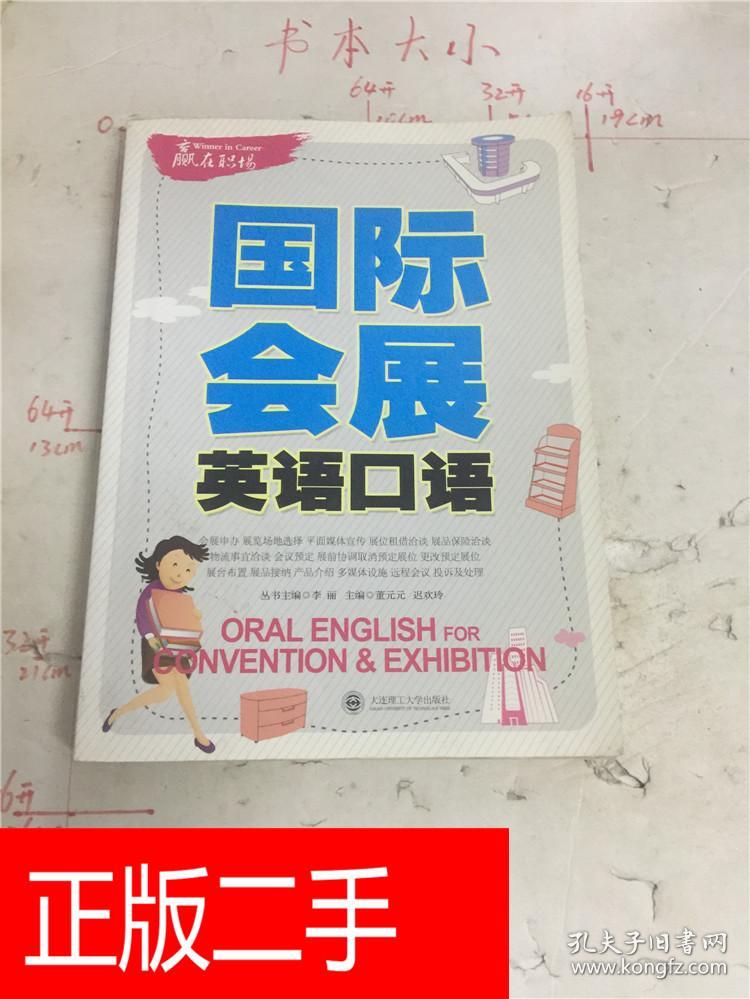 书本大小
64开
32开
16开
19cm
0
Winner in Career
赢在职场
国际
会展
英语口语
会展申办 展览场地选择 平面媒体宣传 展位租借洽谈 展品保险洽谈
物流事宜洽谈 会议预定 展前协调取消预定展位 更改预定展位
展台布置 展品接纳 产品介绍 多媒体设施 远程会议 投诉及处理
丛书主编◎李 丽 主编◎董元元 迟欢玲
ORAL ENGLISH FOR
CONVENTION & EXHIBITION
大连理工大学出版社
DALIAN UNIVERSITY OF TECHNOLOGY PRESS
64开
13cm
32开
21cm
6开
正版二手
孔夫子旧书网
www.kongfz.com